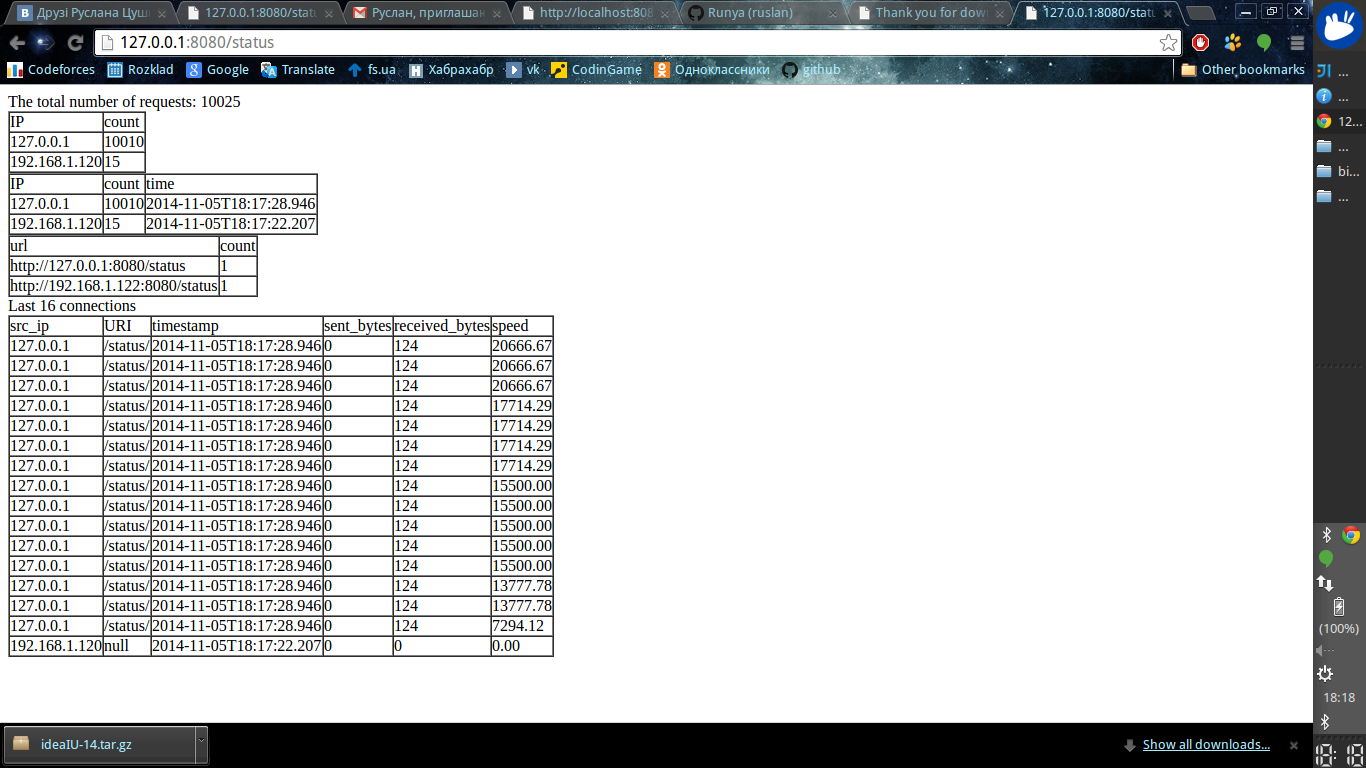 Друзі Руслана Цуш
127.0.0.1:8080/statu
Руслан, приглашак
http://localhost:808
Runya (ruslan)
Thank you for dow
127.0.0.1:8080/statu
127.0.0.1:8080/status
Codeforces Rozklad Google Translate fs.ua Хабрахабр vk CodinGame Одноклассники github Other bookmarks
The total number of requests: 10025
IP count
127.0.0.1 10010
192.168.1.120 15
IP count time
127.0.0.1 10010 2014-11-05T18:17:28.946
192.168.1.120 15 2014-11-05T18:17:22.207
url count
http://127.0.0.1:8080/status 1
http://192.168.1.122:8080/status 1
Last 16 connections
src_ip URI timestamp sent_bytes received_bytes speed
127.0.0.1 /status/ 2014-11-05T18:17:28.946 0 124 20666.67
127.0.0.1 /status/ 2014-11-05T18:17:28.946 0 124 20666.67
127.0.0.1 /status/ 2014-11-05T18:17:28.946 0 124 20666.67
127.0.0.1 /status/ 2014-11-05T18:17:28.946 0 124 17714.29
127.0.0.1 /status/ 2014-11-05T18:17:28.946 0 124 17714.29
127.0.0.1 /status/ 2014-11-05T18:17:28.946 0 124 17714.29
127.0.0.1 /status/ 2014-11-05T18:17:28.946 0 124 17714.29
127.0.0.1 /status/ 2014-11-05T18:17:28.946 0 124 15500.00
127.0.0.1 /status/ 2014-11-05T18:17:28.946 0 124 15500.00
127.0.0.1 /status/ 2014-11-05T18:17:28.946 0 124 15500.00
127.0.0.1 /status/ 2014-11-05T18:17:28.946 0 124 15500.00
127.0.0.1 /status/ 2014-11-05T18:17:28.946 0 124 15500.00
127.0.0.1 /status/ 2014-11-05T18:17:28.946 0 124 13777.78
127.0.0.1 /status/ 2014-11-05T18:17:28.946 0 124 13777.78
127.0.0.1 /status/ 2014-11-05T18:17:28.946 0 124 7294.12
192.168.1.120 null 2014-11-05T18:17:22.207 0 0 0.00
ideaIU-14.tar.gz
Show all downloads...
...
...
12...
...
bi...
...
(100%)
18:18
18:18